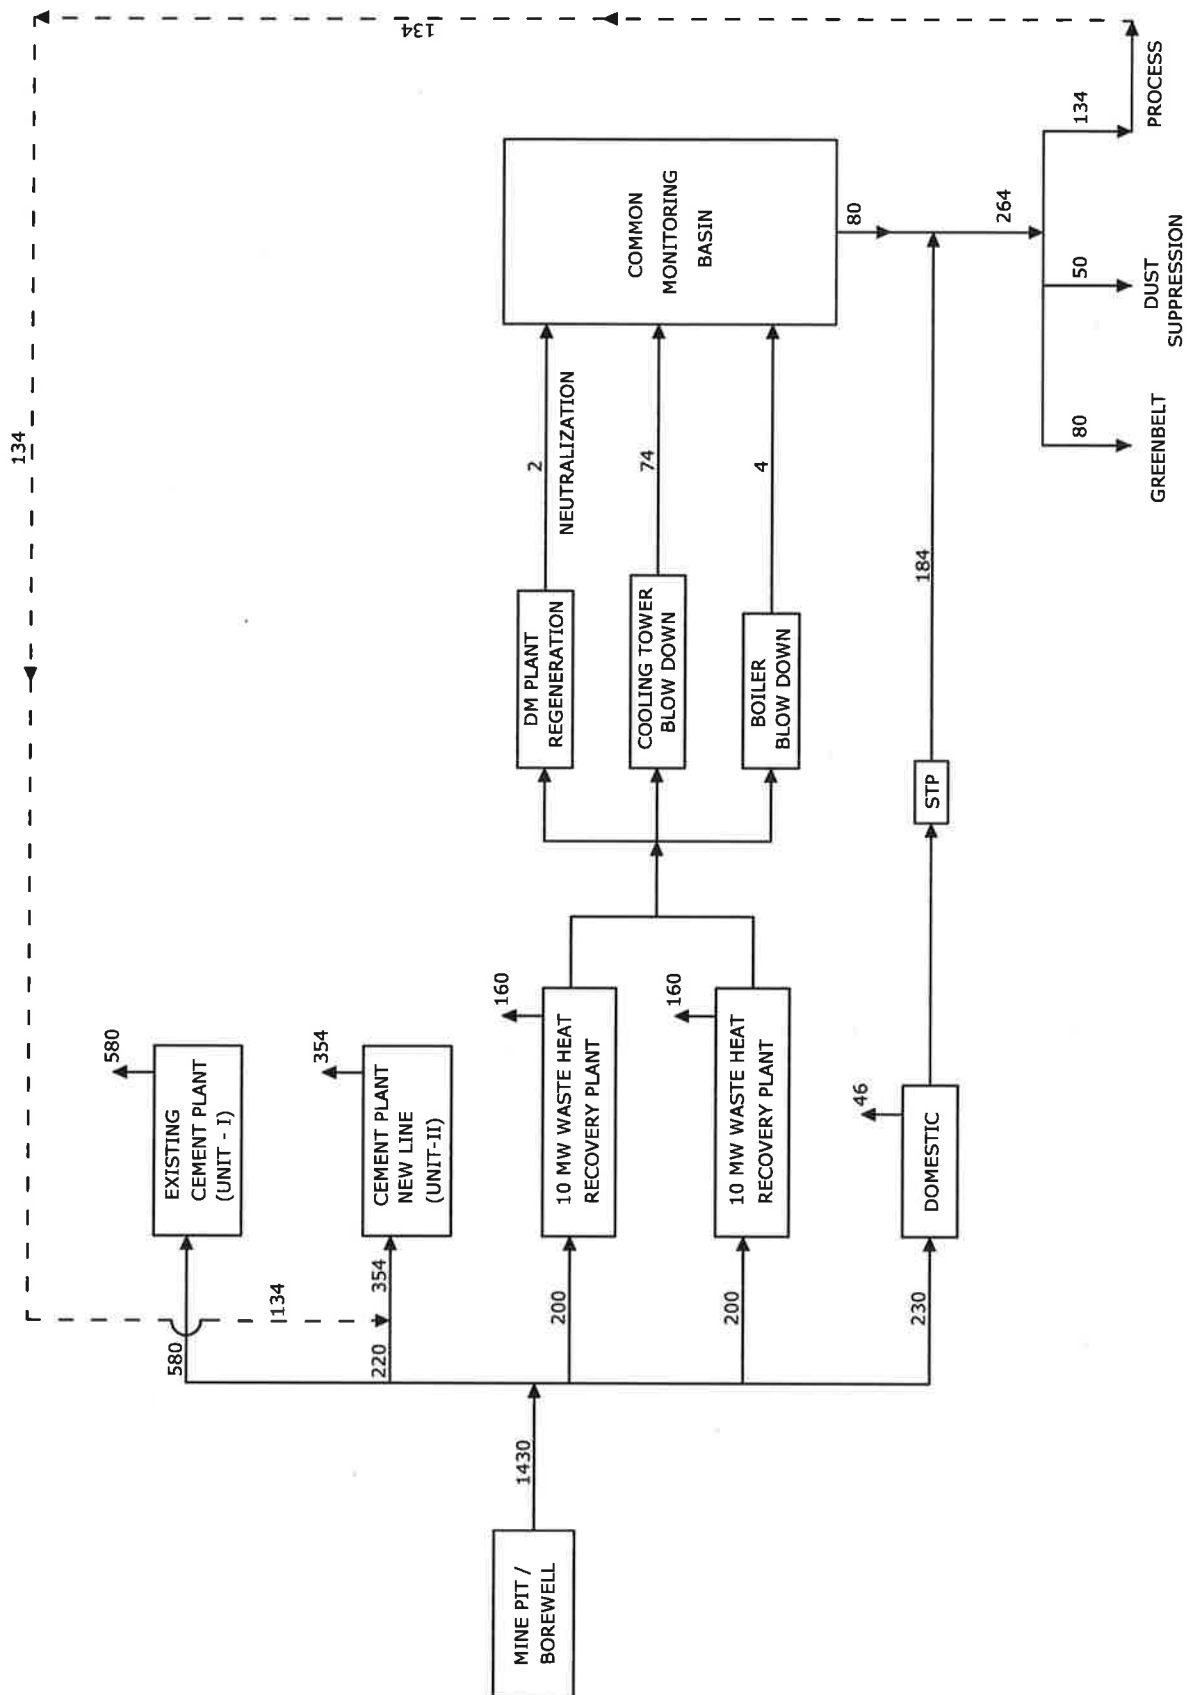 MINE PIT /
BOREWELL
1430
580
220
354
134
200
200
230
EXISTING
CEMENT PLANT
(UNIT - I)
580
CEMENT PLANT
NEW LINE
(UNIT-II)
354
10 MW WASTE HEAT
RECOVERY PLANT
160
10 MW WASTE HEAT
RECOVERY PLANT
160
DOMESTIC
46
DM PLANT
REGENERATION
COOLING TOWER
BLOW DOWN
BOILER
BLOW DOWN
STP
2
NEUTRALIZATION
74
4
184
COMMON
MONITORING
BASIN
80
264
80
50
134
GREENBELT
DUST
SUPPRESSION
PROCESS
134
134